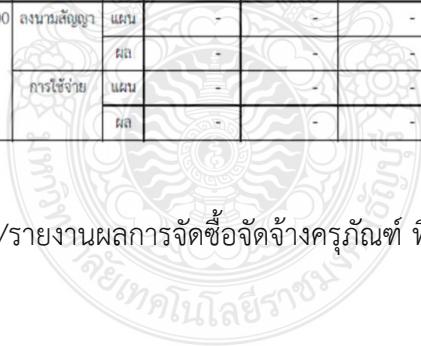 00 ลงนามสัญญา แผน - - -
ผล - - -
การใช้จ่าย แผน - - -
ผล - - -
/รายงานผลการจัดซื้อจัดจ้างครุภัณฑ์